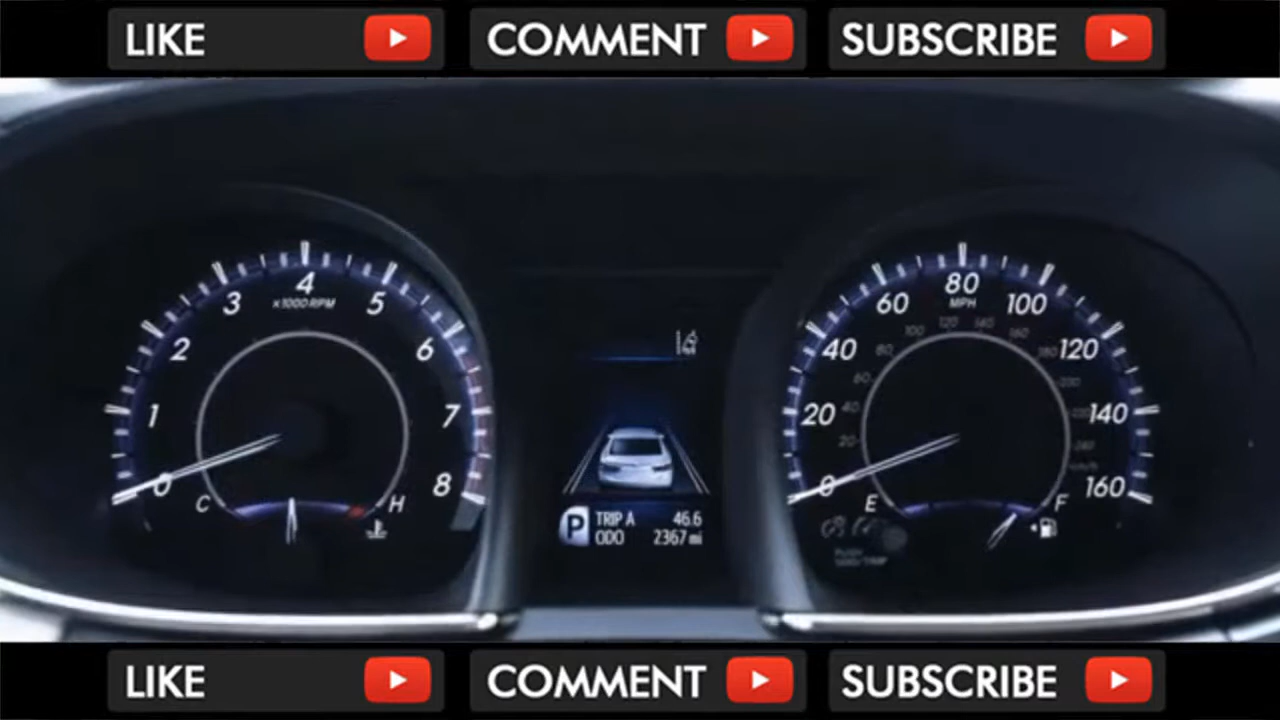 LIKE COMMENT SUBSCRIBE
4
3 5
x1000 RPM
2 6
1 7
0 8
C H
80
60 MPH 100
40 120
20 140
0 160
E F
P TRIP A 46.6
ODO 2367 mi
LIKE COMMENT SUBSCRIBE